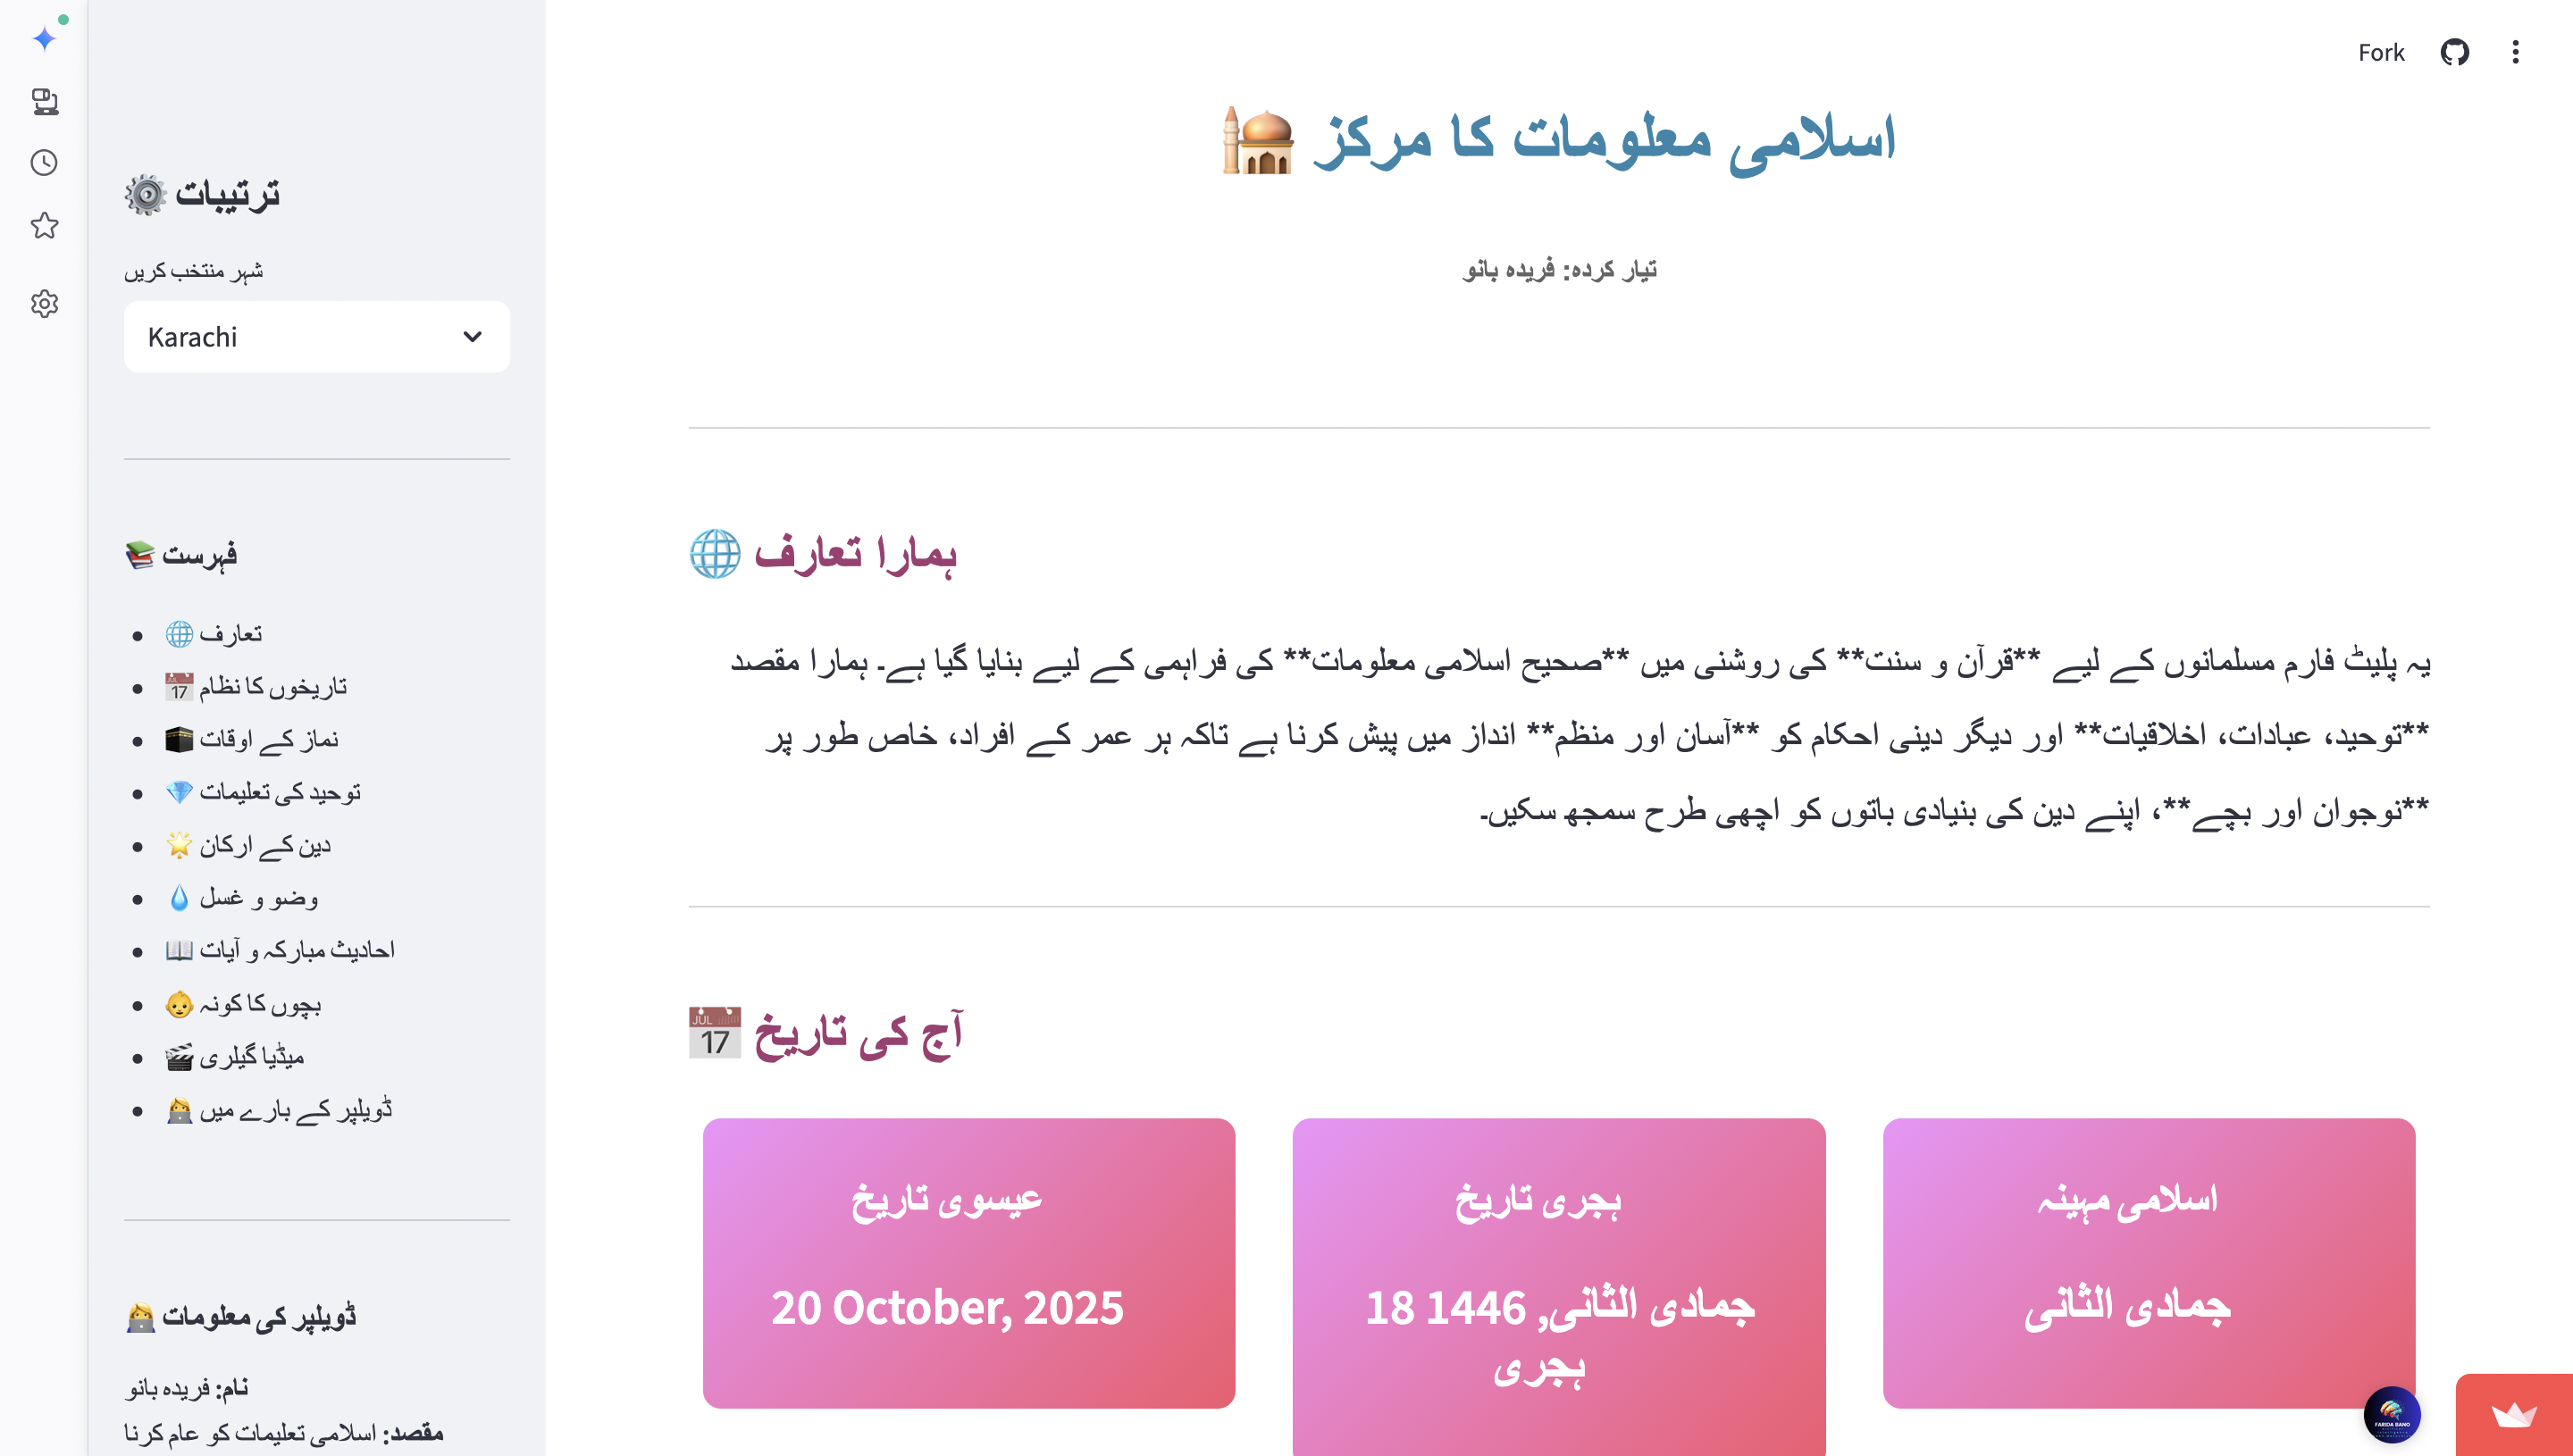 Fork
ترتیبات
شہر منتخب کریں
Karachi
فہرست
تعارف
تاریخوں کا نظام
نماز کے اوقات
توحید کی تعلیمات
دین کے ارکان
وضو و غسل
احادیث مبارکہ و آیات
بچوں کا کونہ
میڈیا گیلری
ڈویلپر کے بارے میں
ڈویلپر کی معلومات
نام: فریدہ بانو
مقصد: اسلامی تعلیمات کو عام کرنا
اسلامی معلومات کا مرکز
تیار کردہ: فریدہ بانو
ہمارا تعارف
یہ پلیٹ فارم مسلمانوں کے لیے **قرآن و سنت** کی روشنی میں **صحیح اسلامی معلومات** کی فراہمی کے لیے بنایا گیا ہے۔ ہمارا مقصد
**توحید، عبادات، اخلاقیات** اور دیگر دینی احکام کو **آسان اور منظم** انداز میں پیش کرنا ہے تاکہ ہر عمر کے افراد، خاص طور پر
**نوجوان اور بچے**، اپنے دین کی بنیادی باتوں کو اچھی طرح سمجھ سکیں۔
آج کی تاریخ
عیسوی تاریخ
20 October, 2025
ہجری تاریخ
18 جمادی الثانی, 1446
ہجری
اسلامی مہینہ
جمادی الثانی
FARIDA BANO